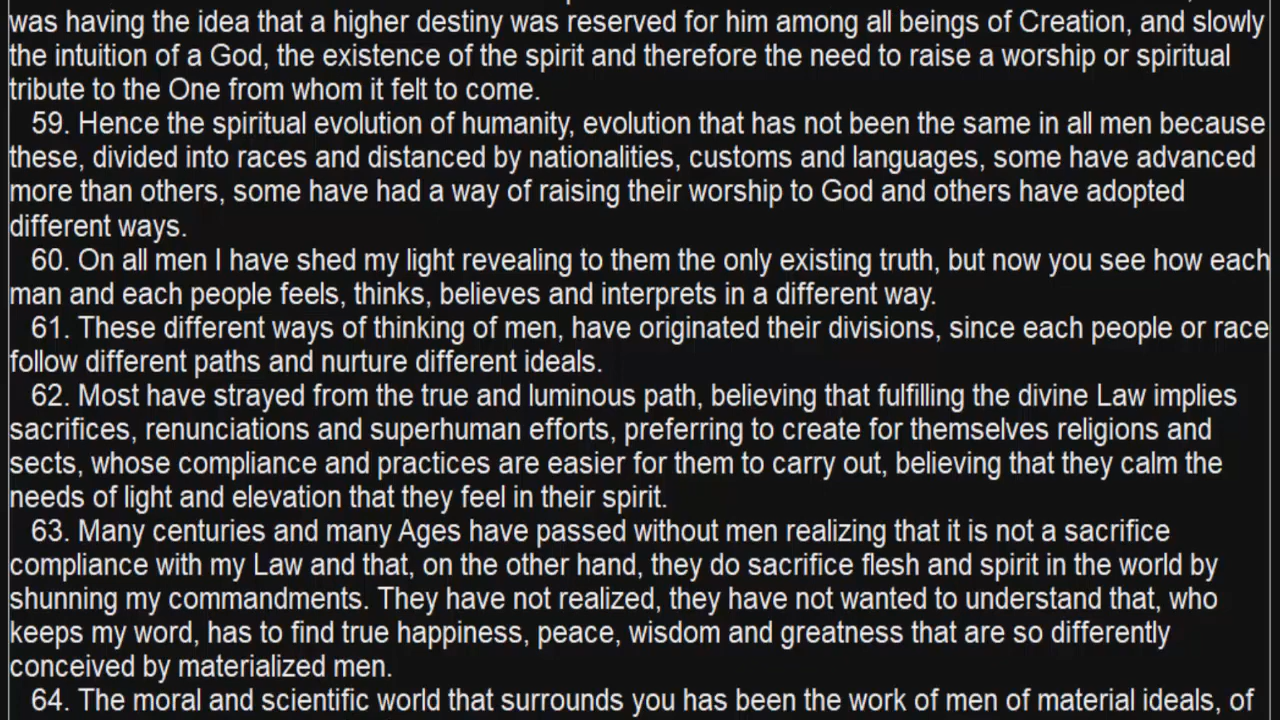 was having the idea that a higher destiny was reserved for him among all beings of Creation, and slowly
the intuition of a God, the existence of the spirit and therefore the need to raise a worship or spiritual
tribute to the One from whom it felt to come.
59. Hence the spiritual evolution of humanity, evolution that has not been the same in all men because
these, divided into races and distanced by nationalities, customs and languages, some have advanced
more than others, some have had a way of raising their worship to God and others have adopted
different ways.
60. On all men I have shed my light revealing to them the only existing truth, but now you see how each
man and each people feels, thinks, believes and interprets in a different way.
61. These different ways of thinking of men, have originated their divisions, since each people or race
follow different paths and nurture different ideals.
62. Most have strayed from the true and luminous path, believing that fulfilling the divine Law implies
sacrifices, renunciations and superhuman efforts, preferring to create for themselves religions and
sects, whose compliance and practices are easier for them to carry out, believing that they calm the
needs of light and elevation that they feel in their spirit.
63. Many centuries and many Ages have passed without men realizing that it is not a sacrifice
compliance with my Law and that, on the other hand, they do sacrifice flesh and spirit in the world by
shunning my commandments. They have not realized, they have not wanted to understand that, who
keeps my word, has to find true happiness, peace, wisdom and greatness that are so differently
conceived by materialized men.
64. The moral and scientific world that surrounds you has been the work of men of material ideals, of